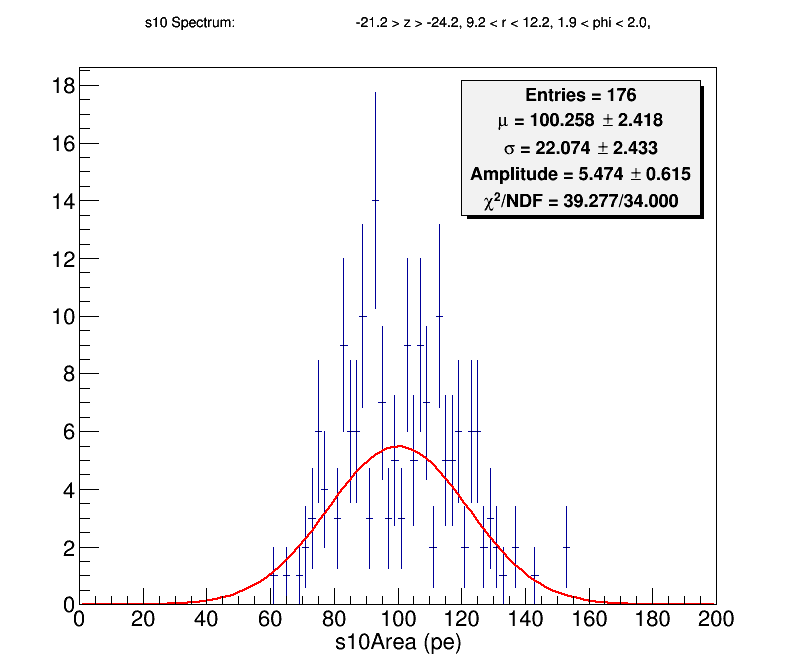 s10 Spectrum: -21.2 > z > -24.2, 9.2 < r < 12.2, 1.9 < phi < 2.0,
Entries = 176
μ = 100.258 ± 2.418
σ = 22.074 ± 2.433
Amplitude = 5.474 ± 0.615
χ²/NDF = 39.277/34.000
18
16
14
12
10
8
6
4
2
0
0 20 40 60 80 100 120 140 160 180 200
s10Area (pe)